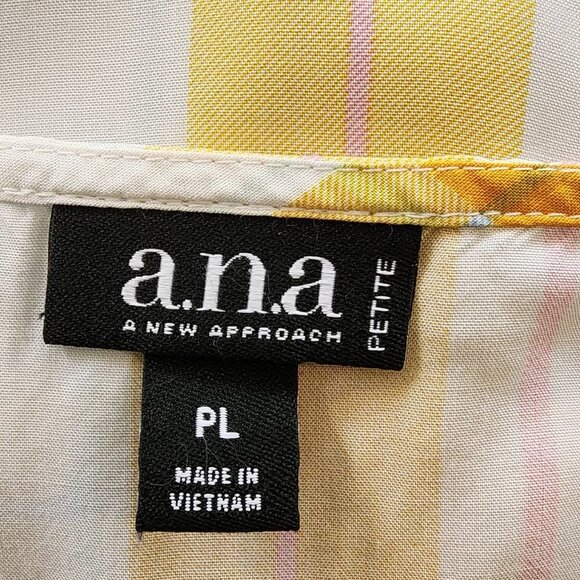 a.n.a
A NEW APPROACH
PETITE
PL
MADE IN
VIETNAM